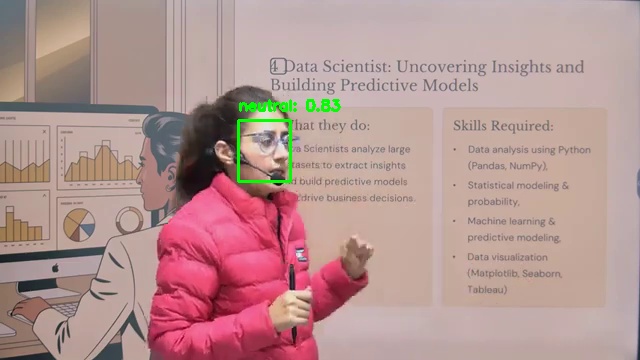 4 Data Scientist: Uncovering Insights and
Building Predictive Models
neutral: 0.83
hat they do:
Scientists analyze large
to extract insights
build predictive models
drive business decisions.
Skills Required:
• Data analysis using Python
(Pandas, NumPy),
• Statistical modeling &
probability,
• Machine learning &
predictive modeling,
• Data visualization
(Matplotlib, Seaborn,
Tableau)